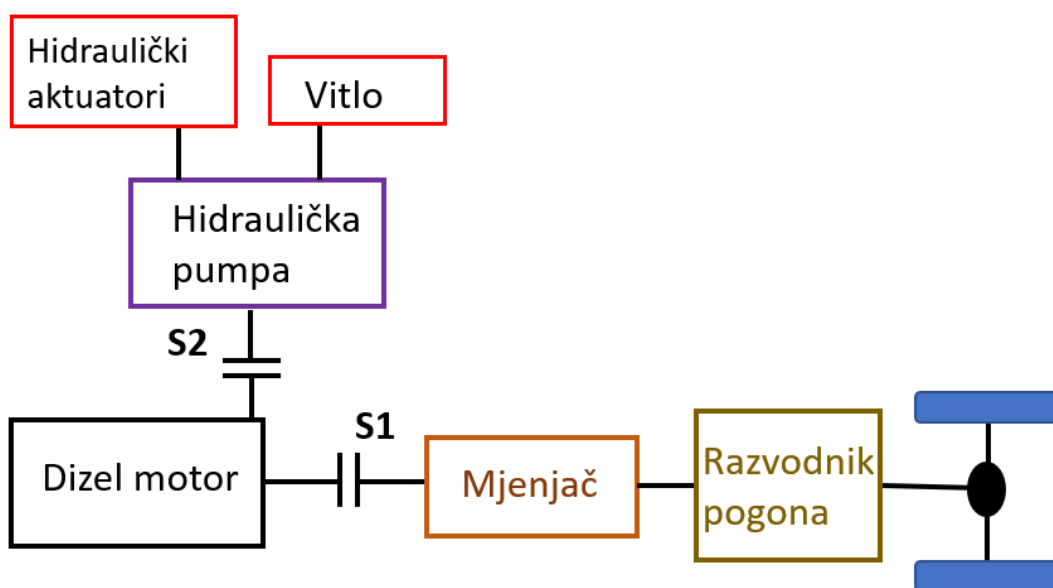 Hidraulički
aktuatori
Vitlo
Hidraulička
pumpa
S2
S1
Dizel motor
Mjenjač
Razvodnik
pogona